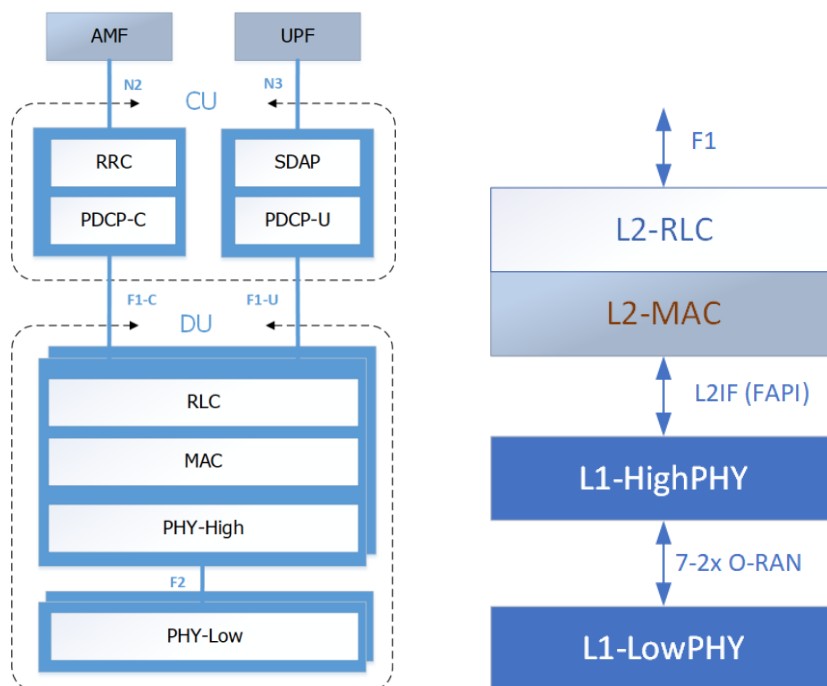 AMF
UPF
N2
N3
CU
RRC
SDAP
PDCP-C
PDCP-U
F1-C
F1-U
DU
RLC
MAC
PHY-High
F2
PHY-Low
F1
L2-RLC
L2-MAC
L2IF (FAPI)
L1-HighPHY
7-2x O-RAN
L1-LowPHY